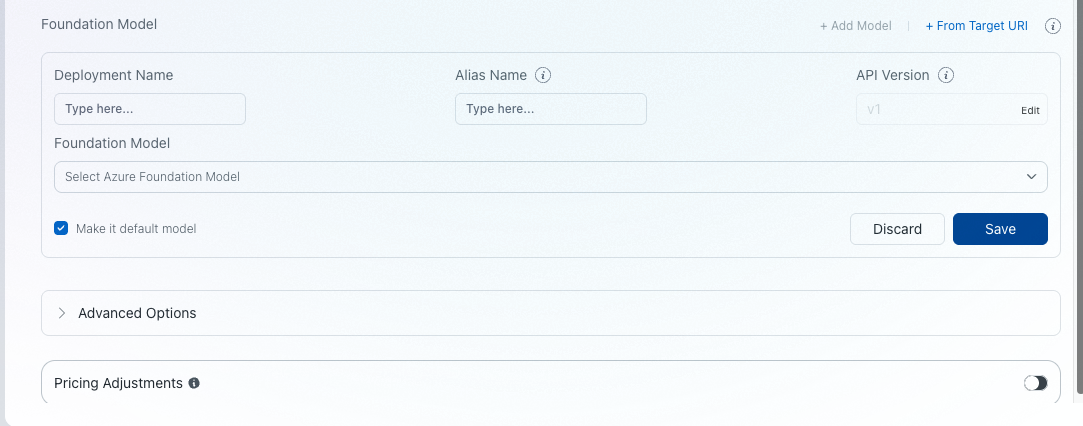 Foundation Model
+ Add Model
+ From Target URI
Deployment Name
Alias Name
API Version
Type here...
Type here...
v1
Edit
Foundation Model
Select Azure Foundation Model
Make it default model
Discard
Save
Advanced Options
Pricing Adjustments